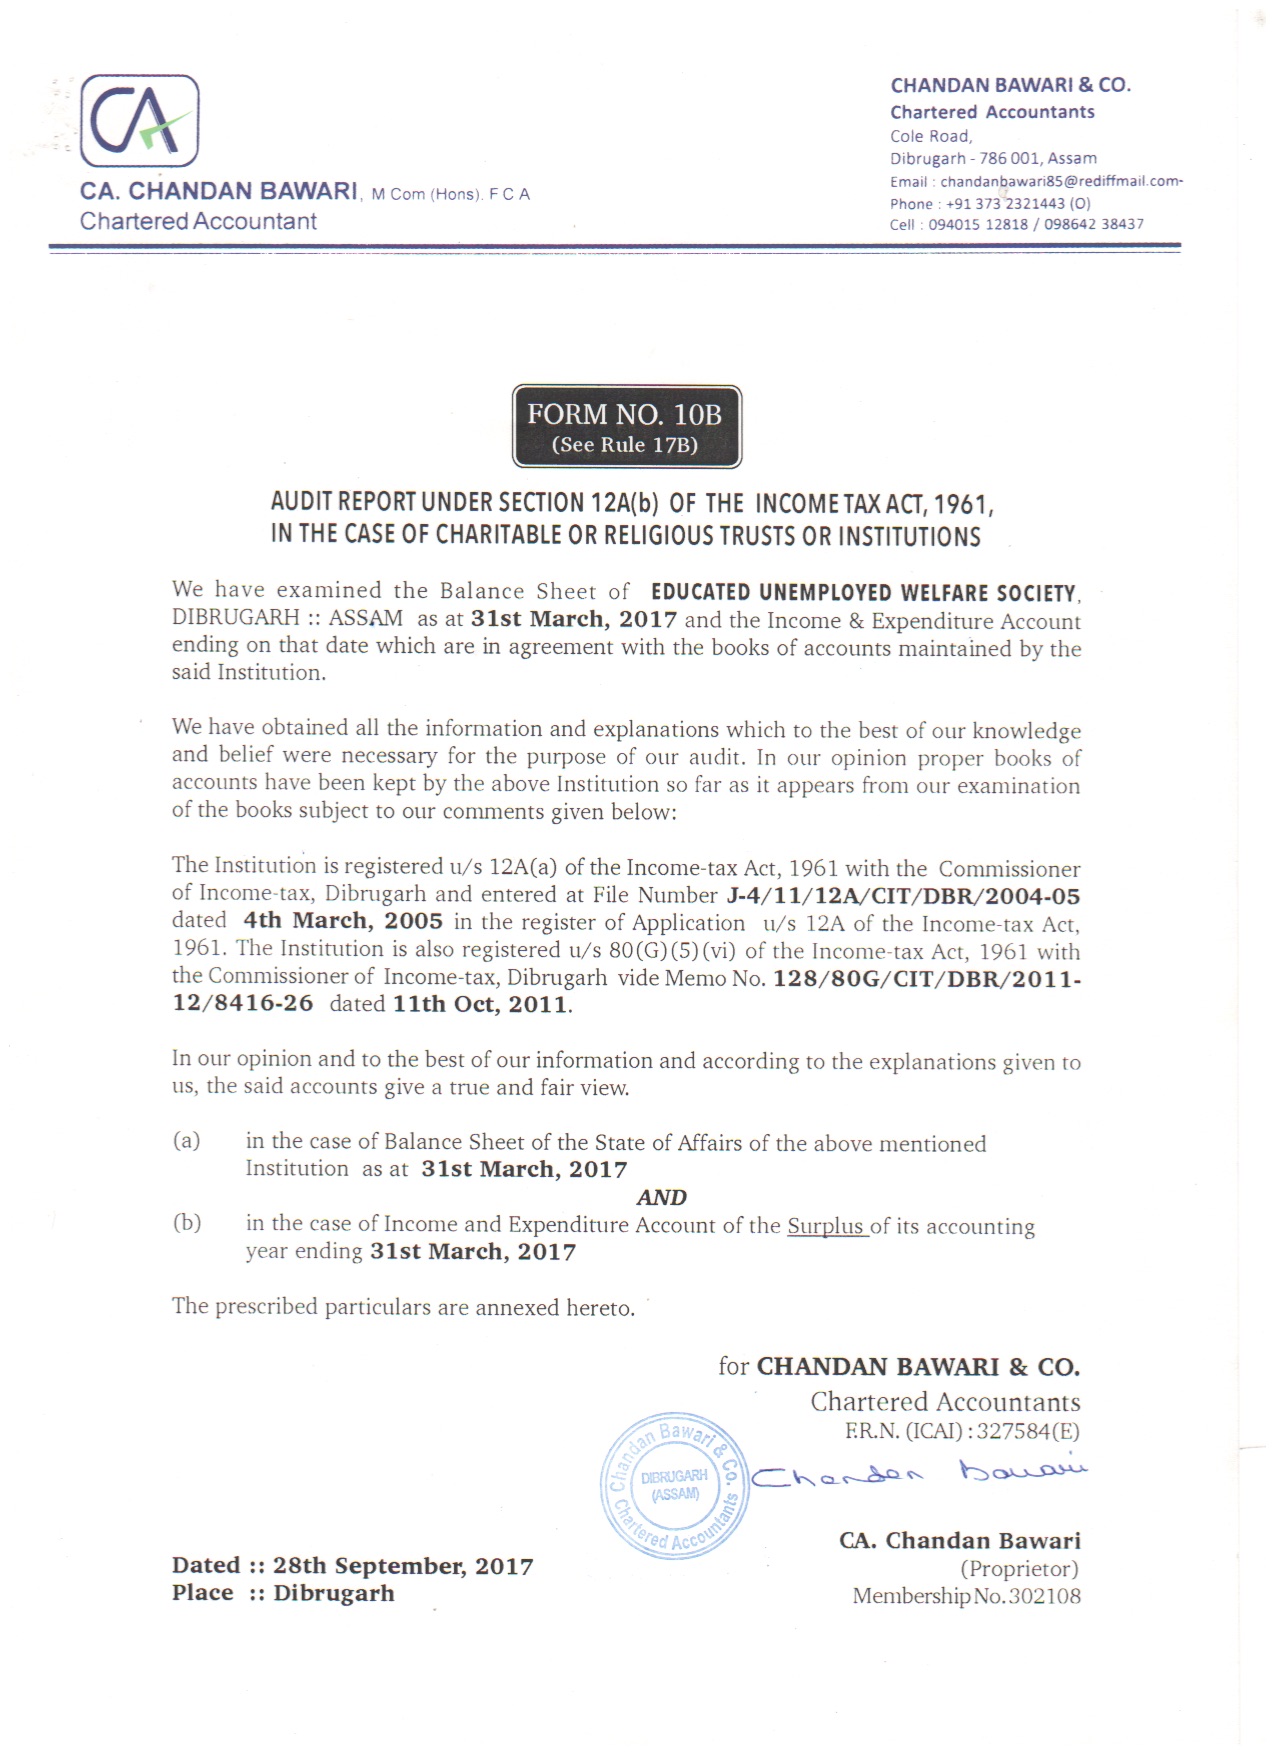 CA
CA. CHANDAN BAWARI, M Com (Hons). F C A
Chartered Accountant
CHANDAN BAWARI & CO.
Chartered Accountants
Cole Road,
Dibrugarh - 786 001, Assam
Email : chandanbawari85@rediffmail.com
Phone : +91 373 2321443 (O)
Cell : 094015 12818 / 098642 38437
FORM NO. 10B
(See Rule 17B)
AUDIT REPORT UNDER SECTION 12A(b) OF THE INCOME TAX ACT, 1961,
IN THE CASE OF CHARITABLE OR RELIGIOUS TRUSTS OR INSTITUTIONS
We have examined the Balance Sheet of EDUCATED UNEMPLOYED WELFARE SOCIETY,
DIBRUGARH :: ASSAM as at 31st March, 2017 and the Income & Expenditure Account
ending on that date which are in agreement with the books of accounts maintained by the
said Institution.
We have obtained all the information and explanations which to the best of our knowledge
and belief were necessary for the purpose of our audit. In our opinion proper books of
accounts have been kept by the above Institution so far as it appears from our examination
of the books subject to our comments given below:
The Institution is registered u/s 12A(a) of the Income-tax Act, 1961 with the Commissioner
of Income-tax, Dibrugarh and entered at File Number J-4/11/12A/CIT/DBR/2004-05
dated 4th March, 2005 in the register of Application u/s 12A of the Income-tax Act,
1961. The Institution is also registered u/s 80(G)(5)(vi) of the Income-tax Act, 1961 with
the Commissioner of Income-tax, Dibrugarh vide Memo No. 128/80G/CIT/DBR/2011-
12/8416-26 dated 11th Oct, 2011.
In our opinion and to the best of our information and according to the explanations given to
us, the said accounts give a true and fair view.
(a) in the case of Balance Sheet of the State of Affairs of the above mentioned
Institution as at 31st March, 2017
AND
(b) in the case of Income and Expenditure Account of the Surplus of its accounting
year ending 31st March, 2017
The prescribed particulars are annexed hereto.
for CHANDAN BAWARI & CO.
Chartered Accountants
F.R.N. (ICAI) : 327584(E)
Chandan Bawari & Co.
DIBRUGARH
(ASSAM)
Chartered Accountants
Chandan Bawari
CA. Chandan Bawari
(Proprietor)
Membership No. 302108
Dated :: 28th September, 2017
Place :: Dibrugarh